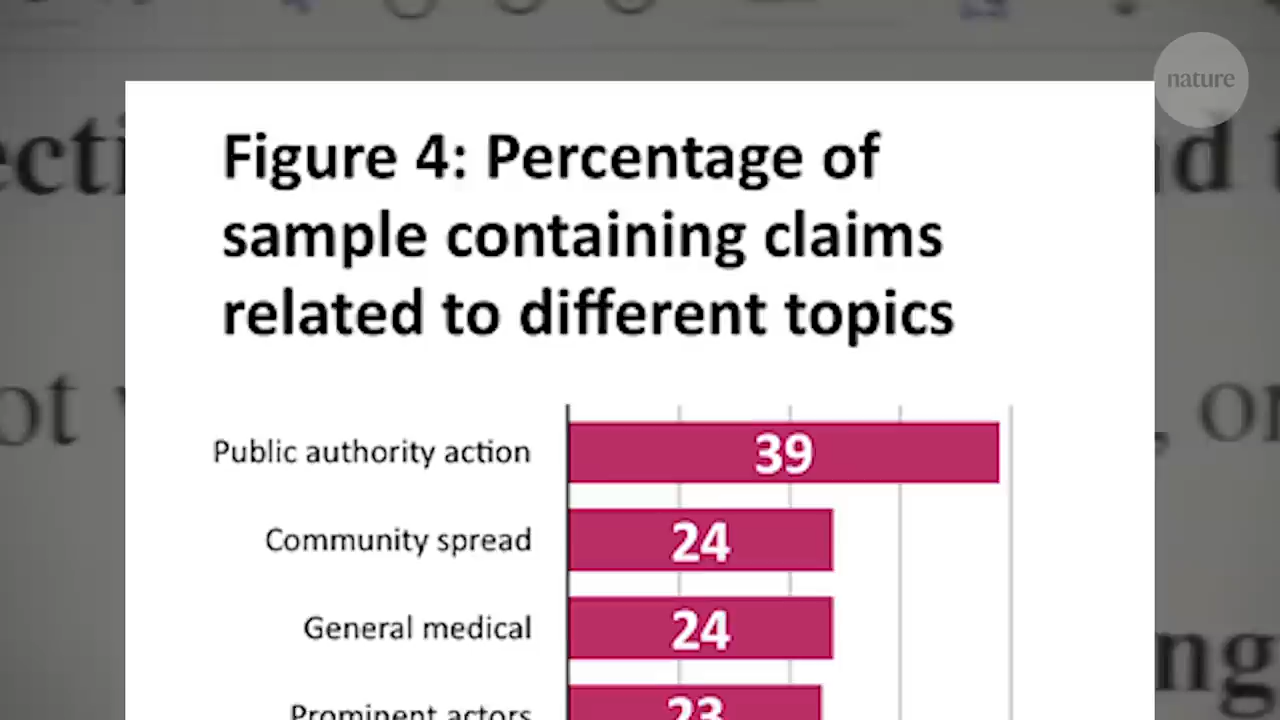 nature
Figure 4: Percentage of
sample containing claims
related to different topics
Public authority action 39
Community spread 24
General medical 24
Prominent actors 23